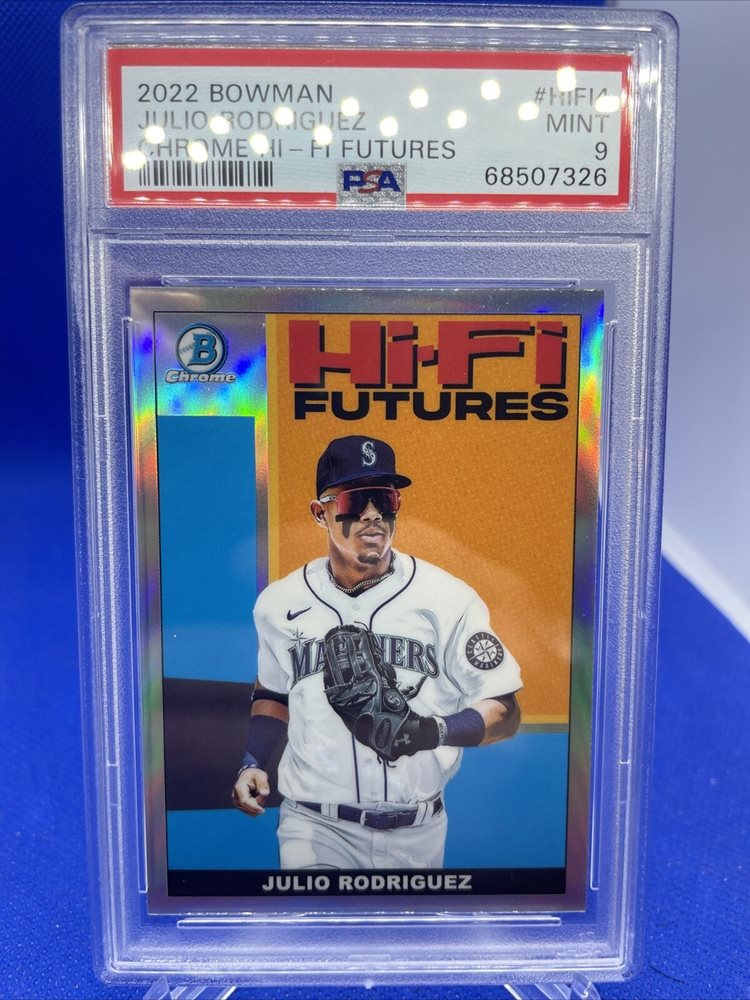 2022 BOWMAN #HIFI4
JULIO RODRIGUEZ MINT
CHROME HI - FI FUTURES 9
PSA 68507326
B
Chrome
Hi-Fi
FUTURES
S
MARINERS
JULIO RODRIGUEZ